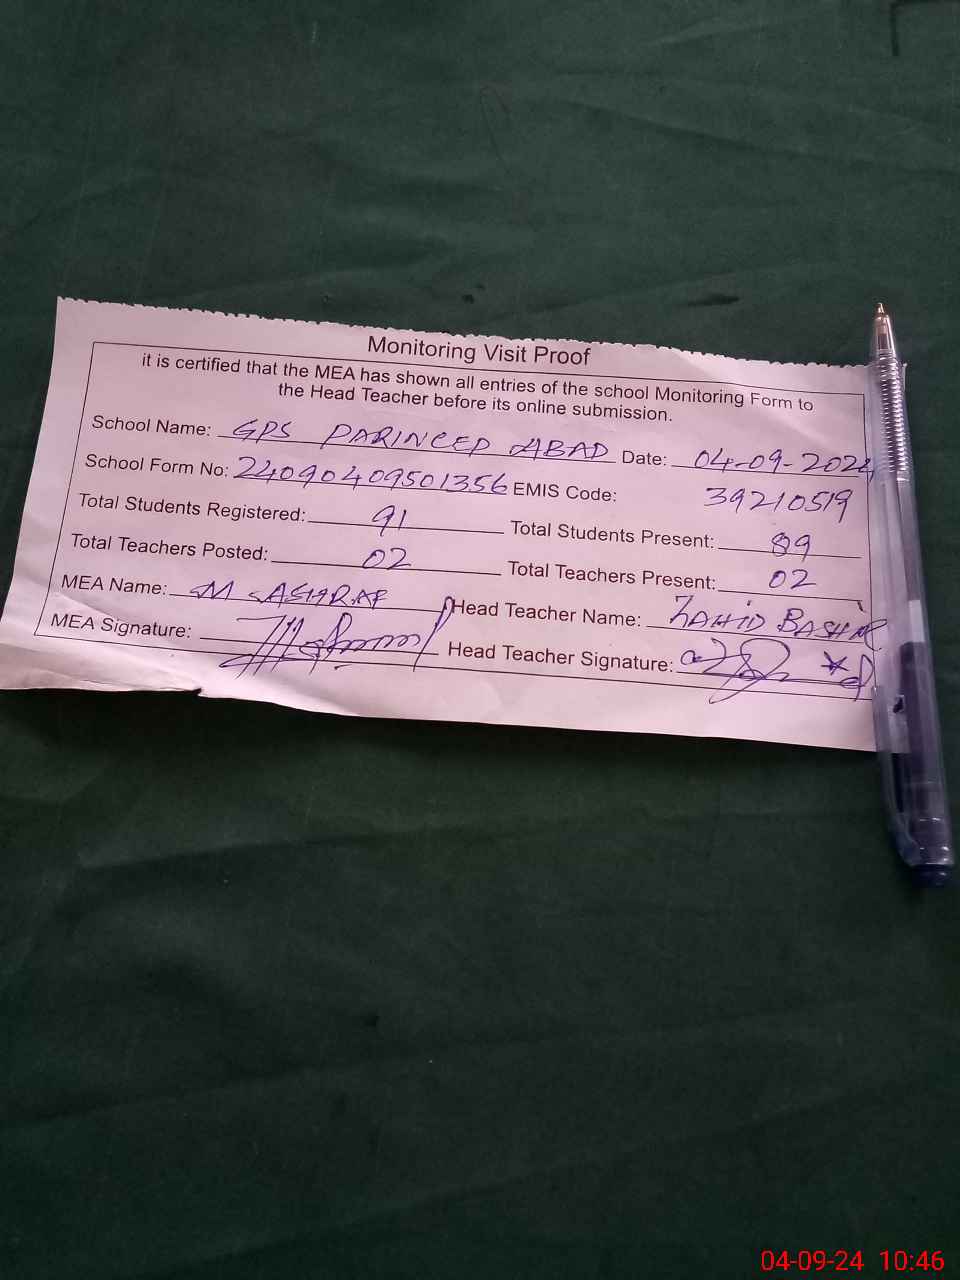 Monitoring Visit Proof
it is certified that the MEA has shown all entries of the school Monitoring Form to
the Head Teacher before its online submission.
School Name: GPS PARINCEP ABAD Date: 04-09-2024
School Form No: 24090409501356 EMIS Code: 39210519
Total Students Registered: 91 Total Students Present: 89
Total Teachers Posted: 02 Total Teachers Present: 02
MEA Name: M ASHRAF Head Teacher Name: ZAHID BASHIR
MEA Signature: Head Teacher Signature:
04-09-24 10:46